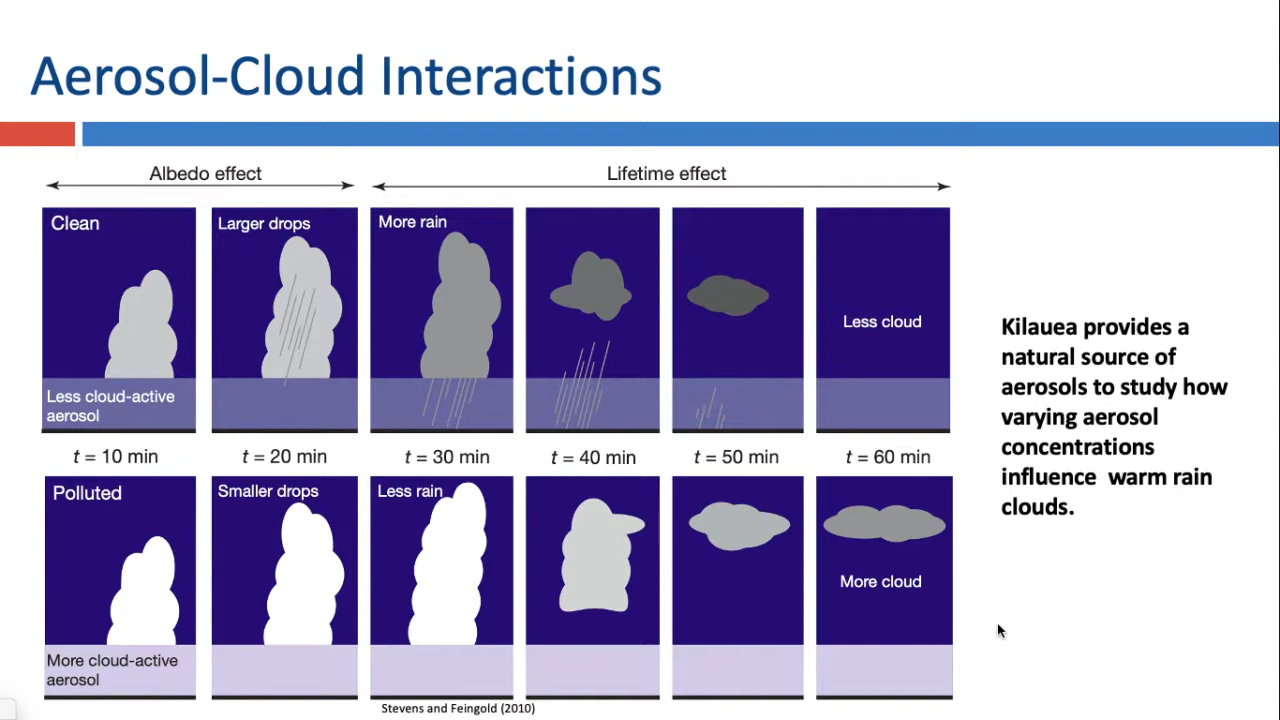 Aerosol-Cloud Interactions
Albedo effect
Lifetime effect
Clean
Larger drops
More rain
Less cloud
Less cloud-active
aerosol
t = 10 min
t = 20 min
t = 30 min
t = 40 min
t = 50 min
t = 60 min
Polluted
Smaller drops
Less rain
More cloud
More cloud-active
aerosol
Stevens and Feingold (2010)
Kilauea provides a
natural source of
aerosols to study how
varying aerosol
concentrations
influence  warm rain
clouds.